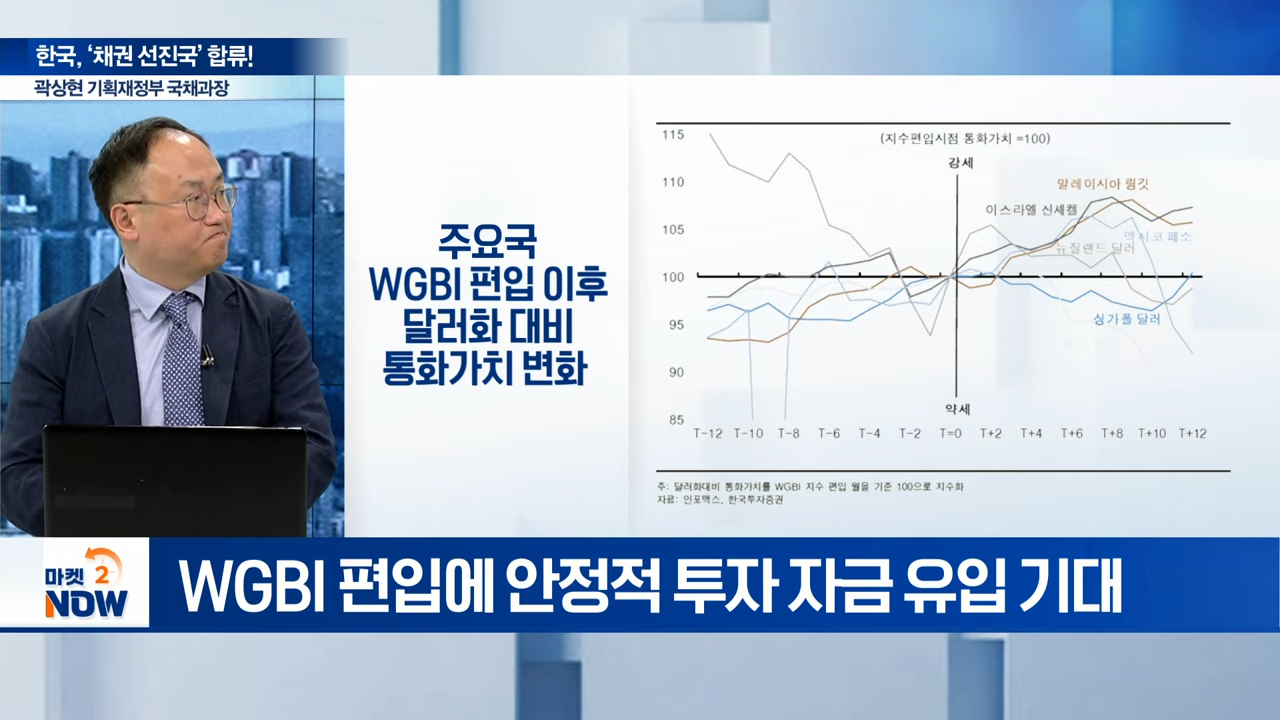 한국, ‘채권 선진국’ 합류!
곽상현 기획재정부 국채과장
주요국
WGBI 편입 이후
달러화 대비
통화가치 변화
(지수편입시점 통화가치 =100)
강세
115
110
105
100
95
90
85
말레이시아 링깃
이스라엘 신셰켈
멕시코 페소
뉴질랜드 달러
싱가폴 달러
약세
T-12 T-10 T-8 T-6 T-4 T-2 T=0 T+2 T+4 T+6 T+8 T+10 T+12
주: 달러화대비 통화가치를 WGBI 지수 편입 월을 기준 100으로 지수화
자료: 인포맥스, 한국투자증권
마켓 2
NOW
WGBI 편입에 안정적 투자 자금 유입 기대